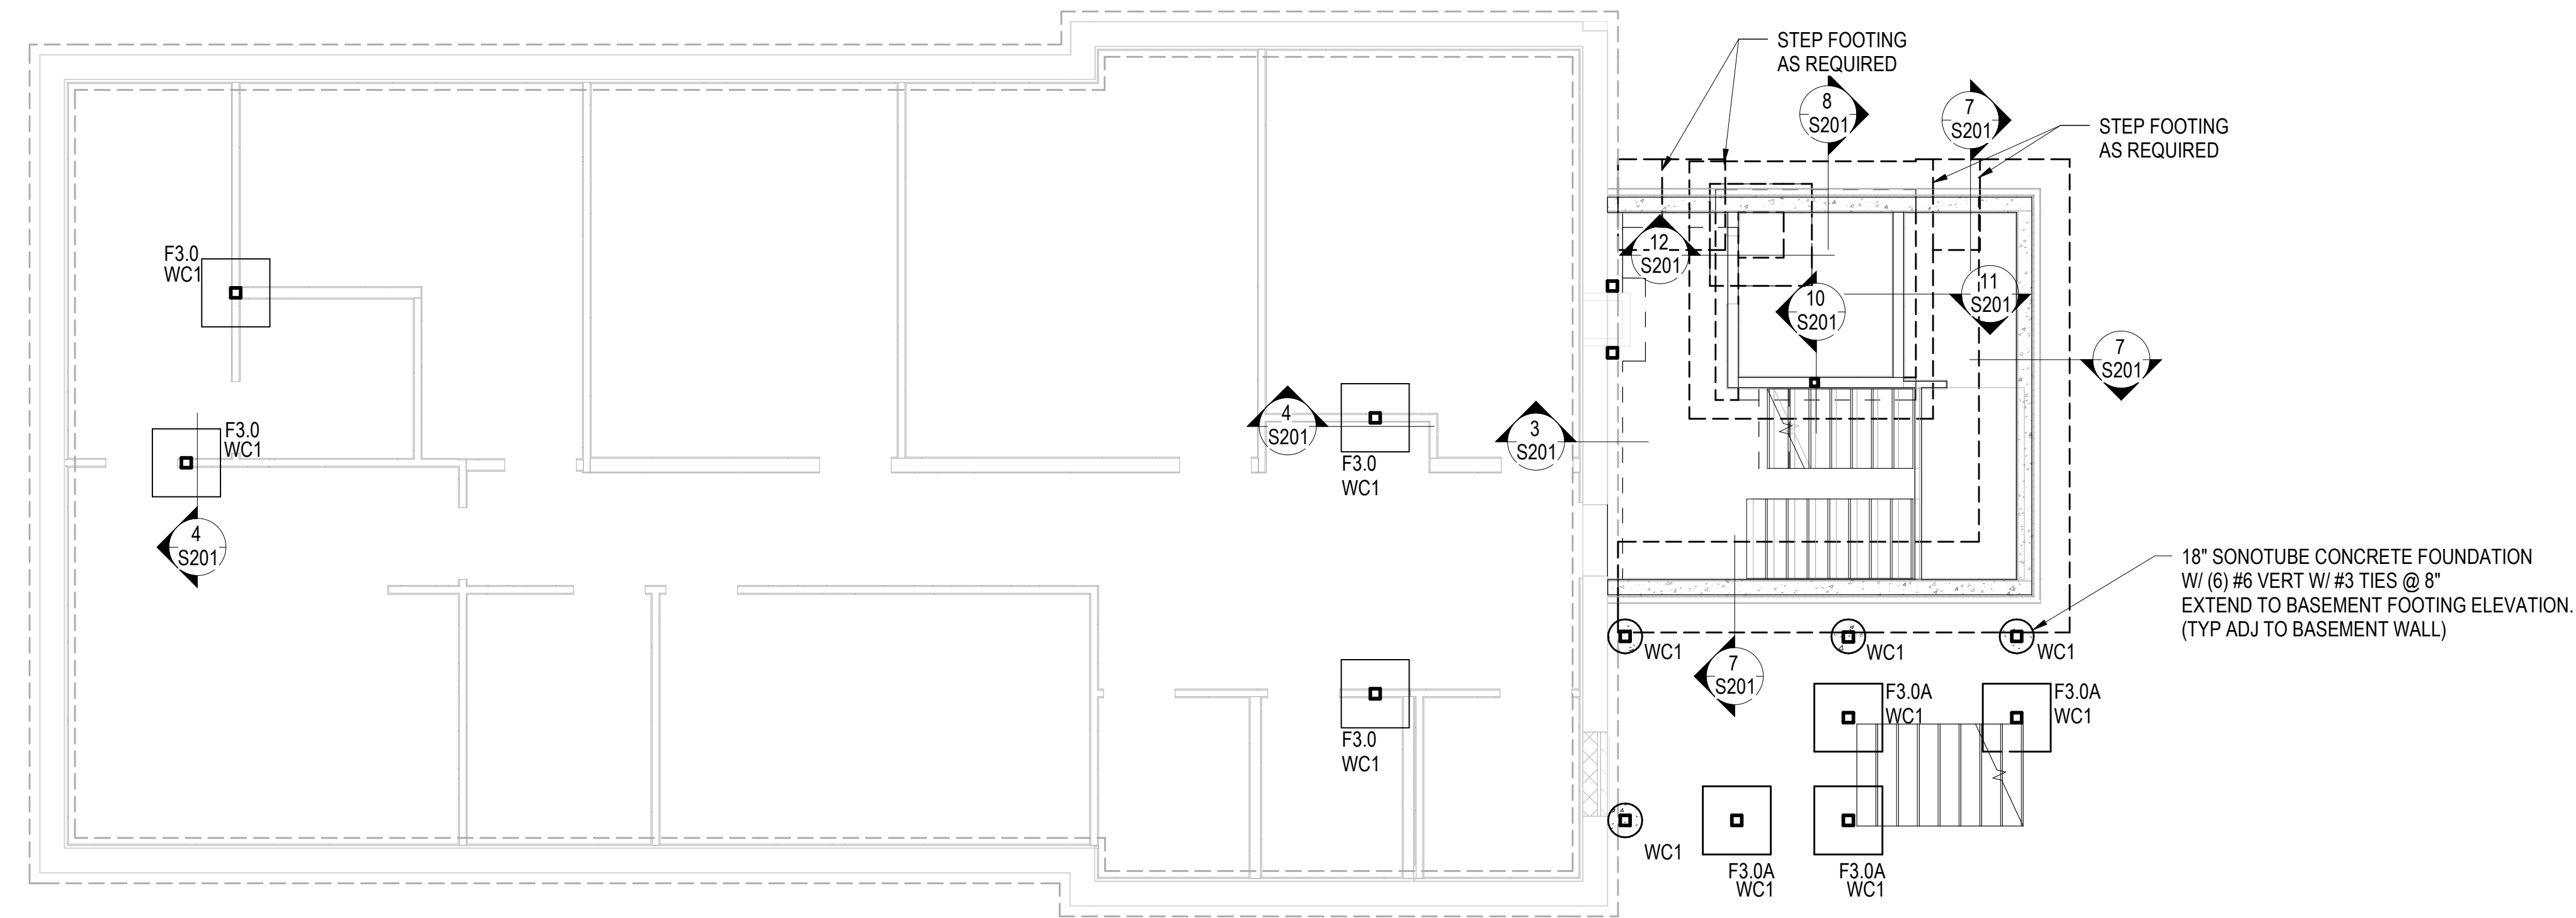 STEP FOOTING
AS REQUIRED
8
S201
7
S201
STEP FOOTING
AS REQUIRED
F3.0
WC1
12
S201
11
S201
10
S201
7
S201
F3.0
WC1
4
S201
3
S201
F3.0
WC1
4
S201
18" SONOTUBE CONCRETE FOUNDATION
W/ (6) #6 VERT W/ #3 TIES @ 8"
EXTEND TO BASEMENT FOOTING ELEVATION.
(TYP ADJ TO BASEMENT WALL)
WC1
WC1
WC1
7
S201
F3.0A
WC1
F3.0A
WC1
F3.0
WC1
WC1
F3.0A
WC1
F3.0A
WC1